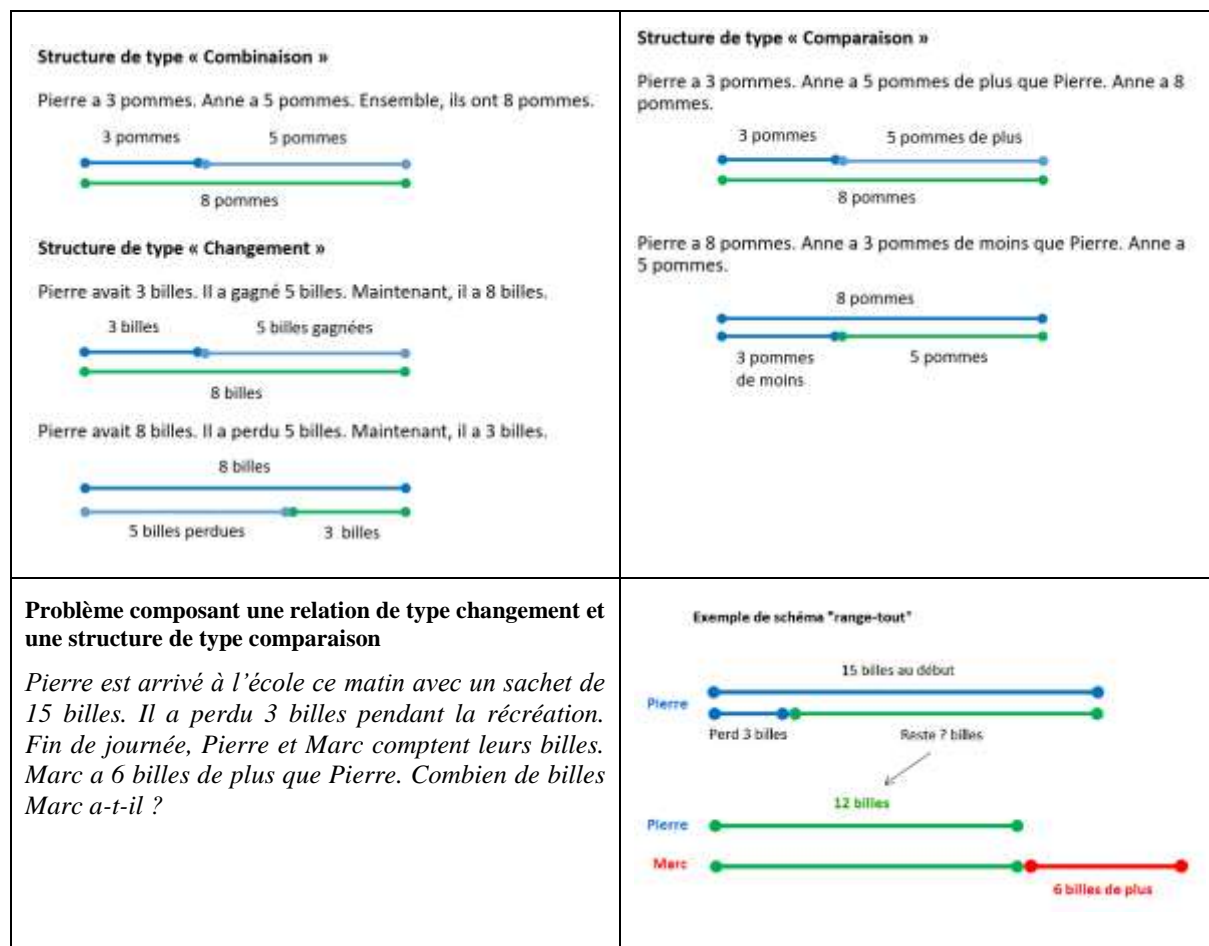 Structure de type « Combinaison »
Pierre a 3 pommes. Anne a 5 pommes. Ensemble, ils ont 8 pommes.
3 pommes 5 pommes
8 pommes
Structure de type « Changement »
Pierre avait 3 billes. Il a gagné 5 billes. Maintenant, il a 8 billes.
3 billes 5 billes gagnées
8 billes
Pierre avait 8 billes. Il a perdu 5 billes. Maintenant, il a 3 billes.
8 billes
5 billes perdues 3 billes
Structure de type « Comparaison »
Pierre a 3 pommes. Anne a 5 pommes de plus que Pierre. Anne a 8
pommes.
3 pommes 5 pommes de plus
8 pommes
Pierre a 8 pommes. Anne a 3 pommes de moins que Pierre. Anne a
5 pommes.
8 pommes
3 pommes 5 pommes
de moins
Problème composant une relation de type changement et
une structure de type comparaison
Pierre est arrivé à l’école ce matin avec un sachet de
15 billes. Il a perdu 3 billes pendant la récréation.
Fin de journée, Pierre et Marc comptent leurs billes.
Marc a 6 billes de plus que Pierre. Combien de billes
Marc a-t-il ?
Exemple de schéma "range-tout"
15 billes au début
Pierre
Perd 3 billes Reste ? billes
12 billes
Pierre
Marc
6 billes de plus